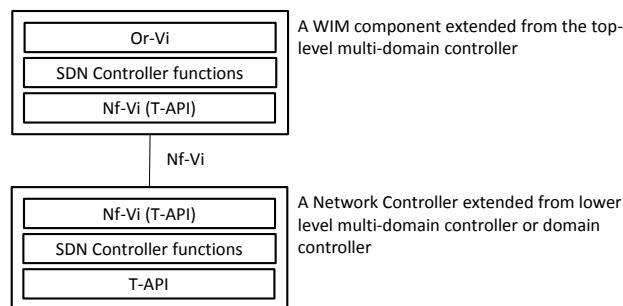 Or-Vi
SDN Controller functions
Nf-Vi (T-API)
A WIM component extended from the top-
level multi-domain controller
Nf-Vi
Nf-Vi (T-API)
SDN Controller functions
T-API
A Network Controller extended from lower
level multi-domain controller or domain
controller